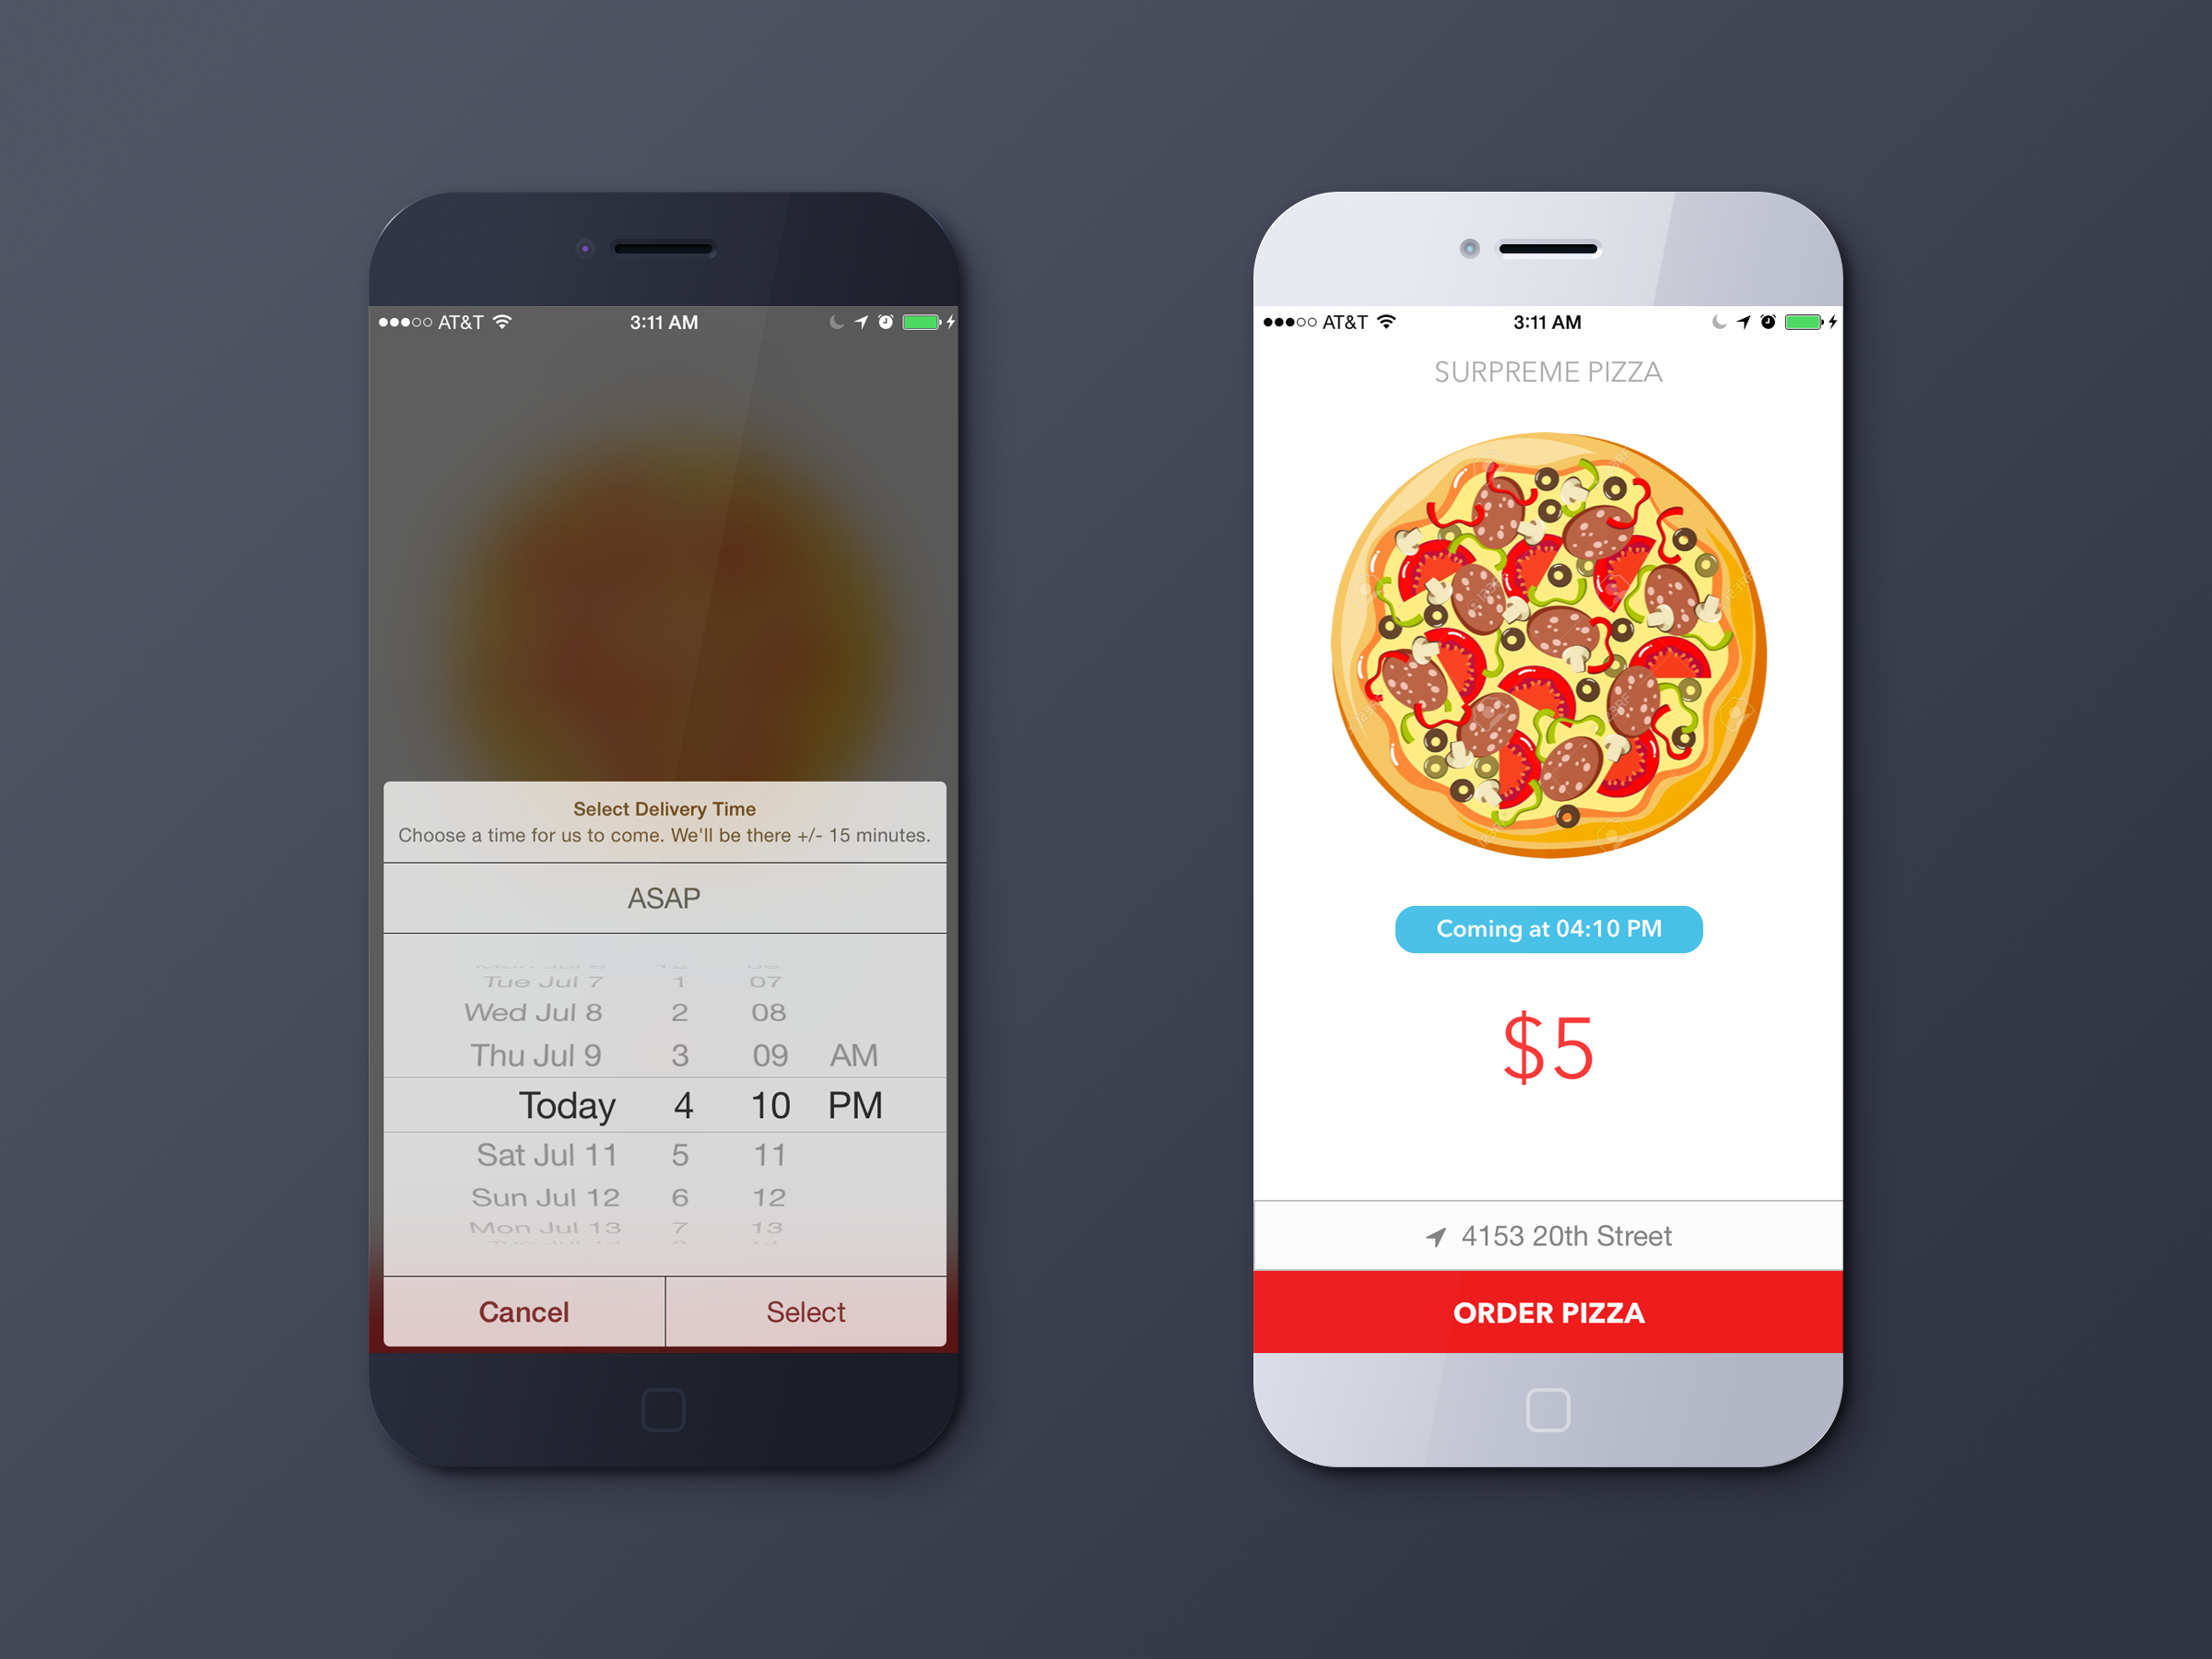 AT&T
3:11 AM
Select Delivery Time
Choose a time for us to come. We'll be there +/- 15 minutes.
ASAP
Tue Jul 7 1 07
Wed Jul 8 2 08
Thu Jul 9 3 09 AM
Today 4 10 PM
Sat Jul 11 5 11
Sun Jul 12 6 12
Mon Jul 13 7 13
Cancel
Select
AT&T
3:11 AM
SURPREME PIZZA
Coming at 04:10 PM
$5
4153 20th Street
ORDER PIZZA